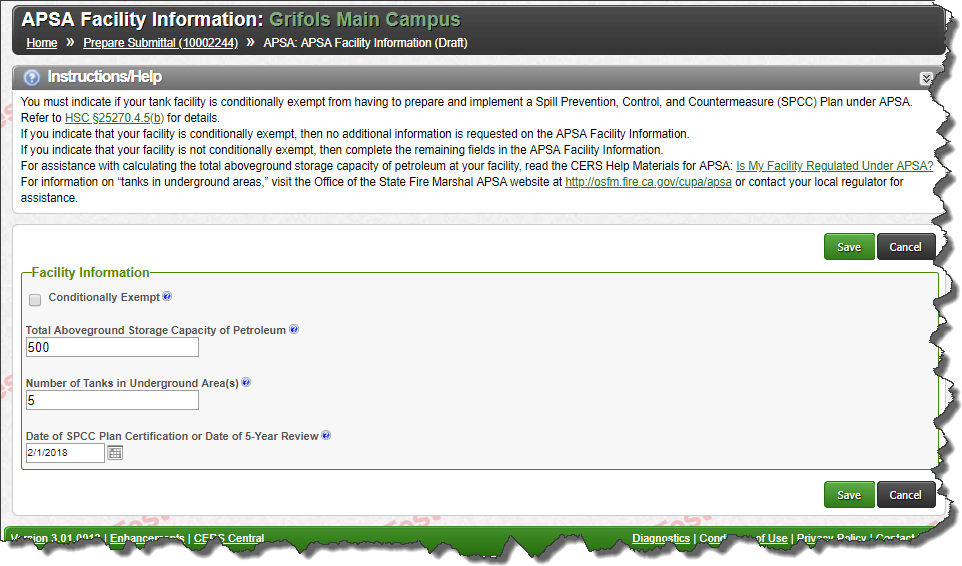 APSA Facility Information: Grifols Main Campus
Home » Prepare Submittal (10002244) » APSA: APSA Facility Information (Draft)
Instructions/Help
You must indicate if your tank facility is conditionally exempt from having to prepare and implement a Spill Prevention, Control, and Countermeasure (SPCC) Plan under APSA.
Refer to HSC §25270.4.5(b) for details.
If you indicate that your facility is conditionally exempt, then no additional information is requested on the APSA Facility Information.
If you indicate that your facility is not conditionally exempt, then complete the remaining fields in the APSA Facility Information.
For assistance with calculating the total aboveground storage capacity of petroleum at your facility, read the CERS Help Materials for APSA: Is My Facility Regulated Under APSA?
For information on “tanks in underground areas,” visit the Office of the State Fire Marshal APSA website at http://osfm.fire.ca.gov/cupa/apsa or contact your local regulator for
assistance.
Save Cancel
Facility Information
Conditionally Exempt
Total Aboveground Storage Capacity of Petroleum
500
Number of Tanks in Underground Area(s)
5
Date of SPCC Plan Certification or Date of 5-Year Review
2/1/2018
Save Cancel
Version 3.01.0012 | Enhancements | CERS Central Diagnostics | of Use | Privacy Policy | Contact